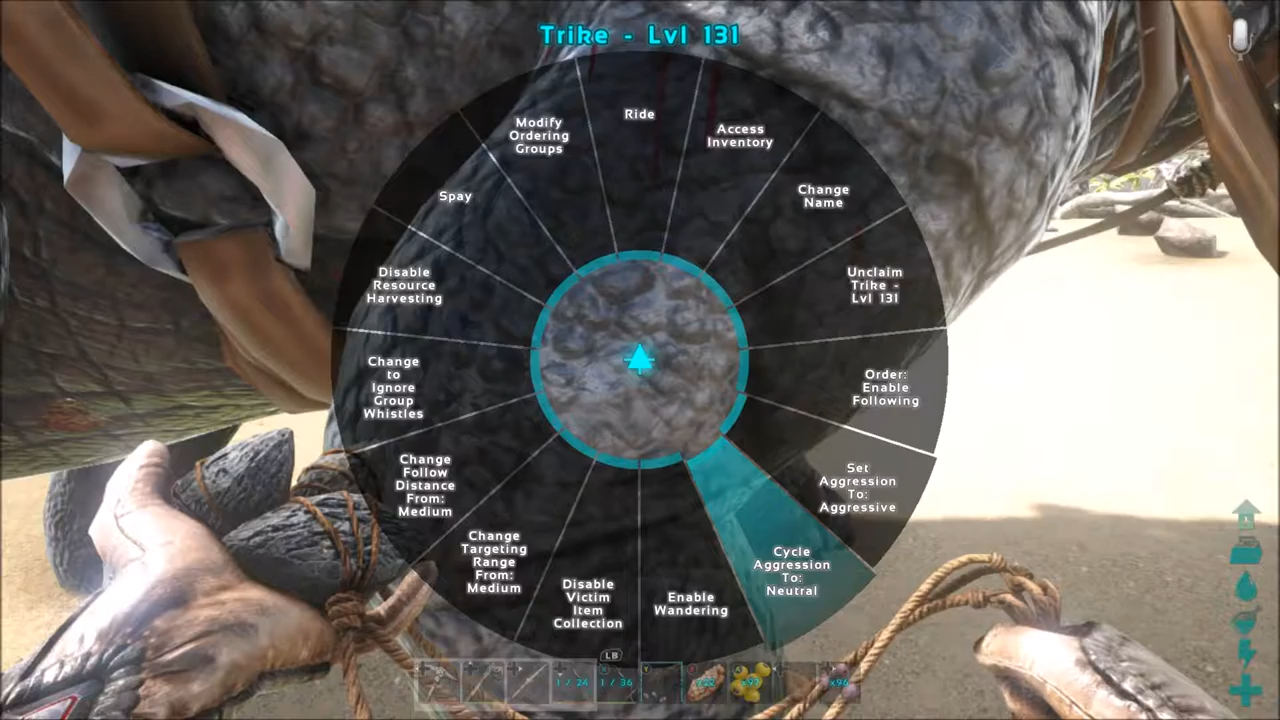 Trike - Lvl 131
Ride
Access
Inventory
Change
Name
Unclaim
Trike -
Lvl 131
Order:
Enable
Following
Set
Aggression
To:
Aggressive
Cycle
Aggression
To:
Neutral
Enable
Wandering
Disable
Victim
Item
Collection
Change
Targeting
Range
From:
Medium
Change
Follow
Distance
From:
Medium
Change
to
Ignore
Group
Whistles
Disable
Resource
Harvesting
Spay
Modify
Ordering
Groups
LB
1 / 24
1 / 36
x96